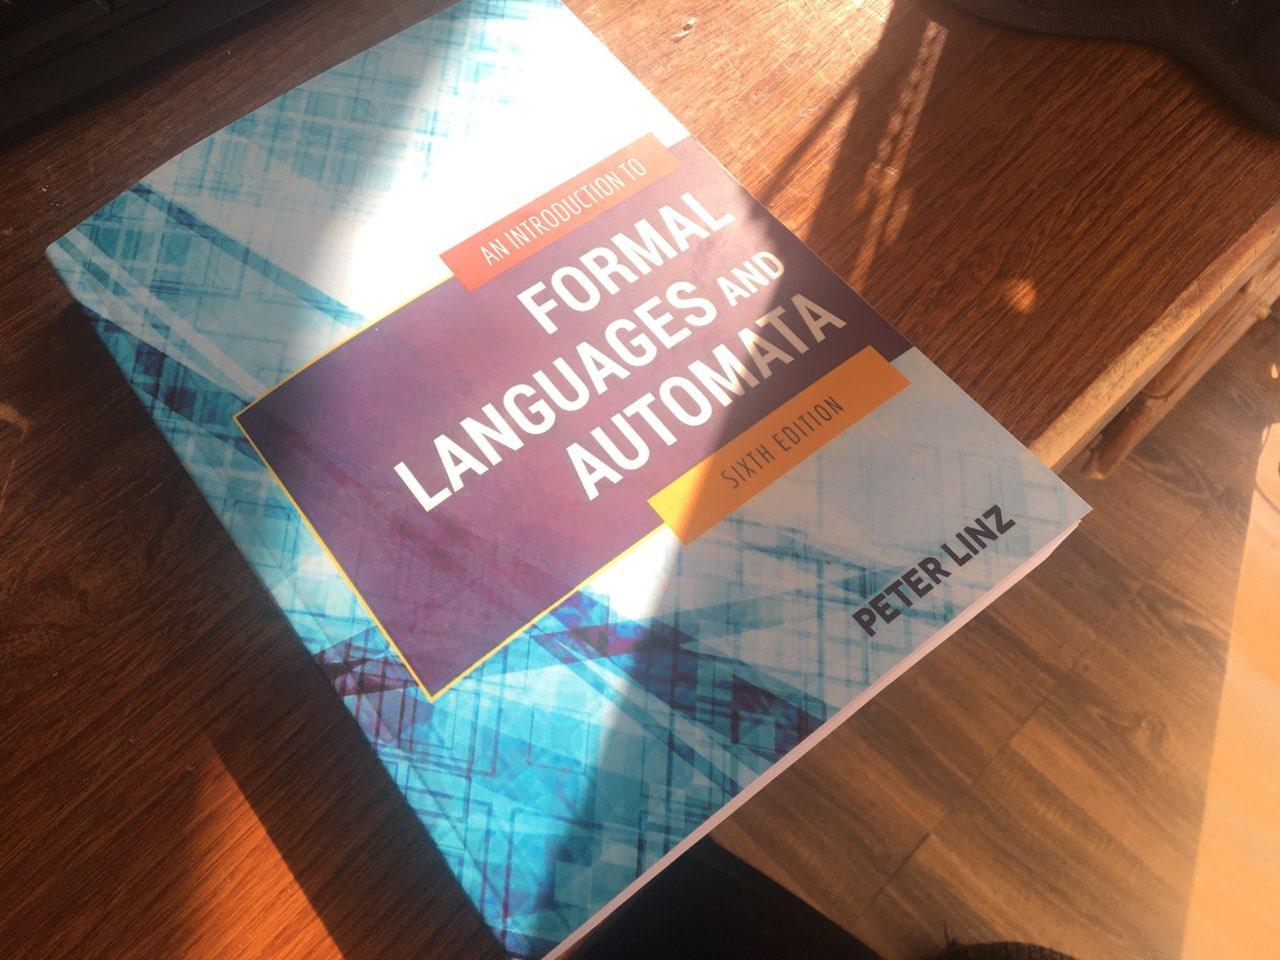 AN INTRODUCTION TO
FORMAL
LANGUAGES AND
AUTOMATA
SIXTH EDITION
PETER LINZ